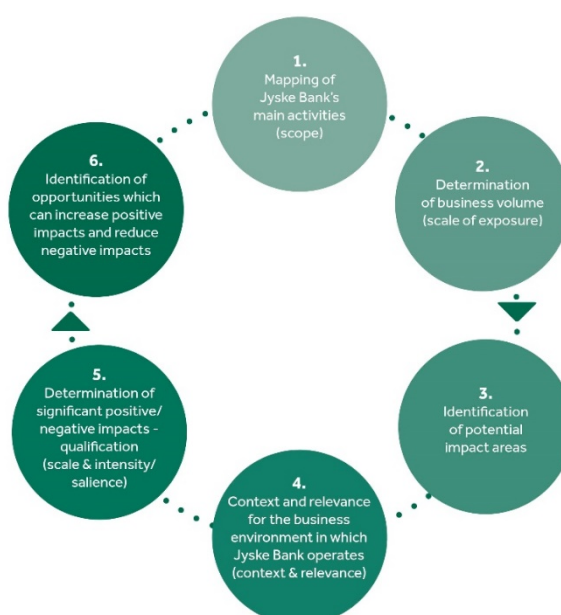 1.
Mapping of
Jyske Bank's
main activities
(scope)
2.
Determination
of business volume
(scale of exposure)
3.
Identification
of potential
impact areas
4.
Context and relevance
for the business
environment in which
Jyske Bank operates
(context & relevance)
5.
Determination of
significant positive/
negative impacts -
qualification
(scale & intensity/
salience)
6.
Identification of
opportunities which
can increase positive
impacts and reduce
negative impacts